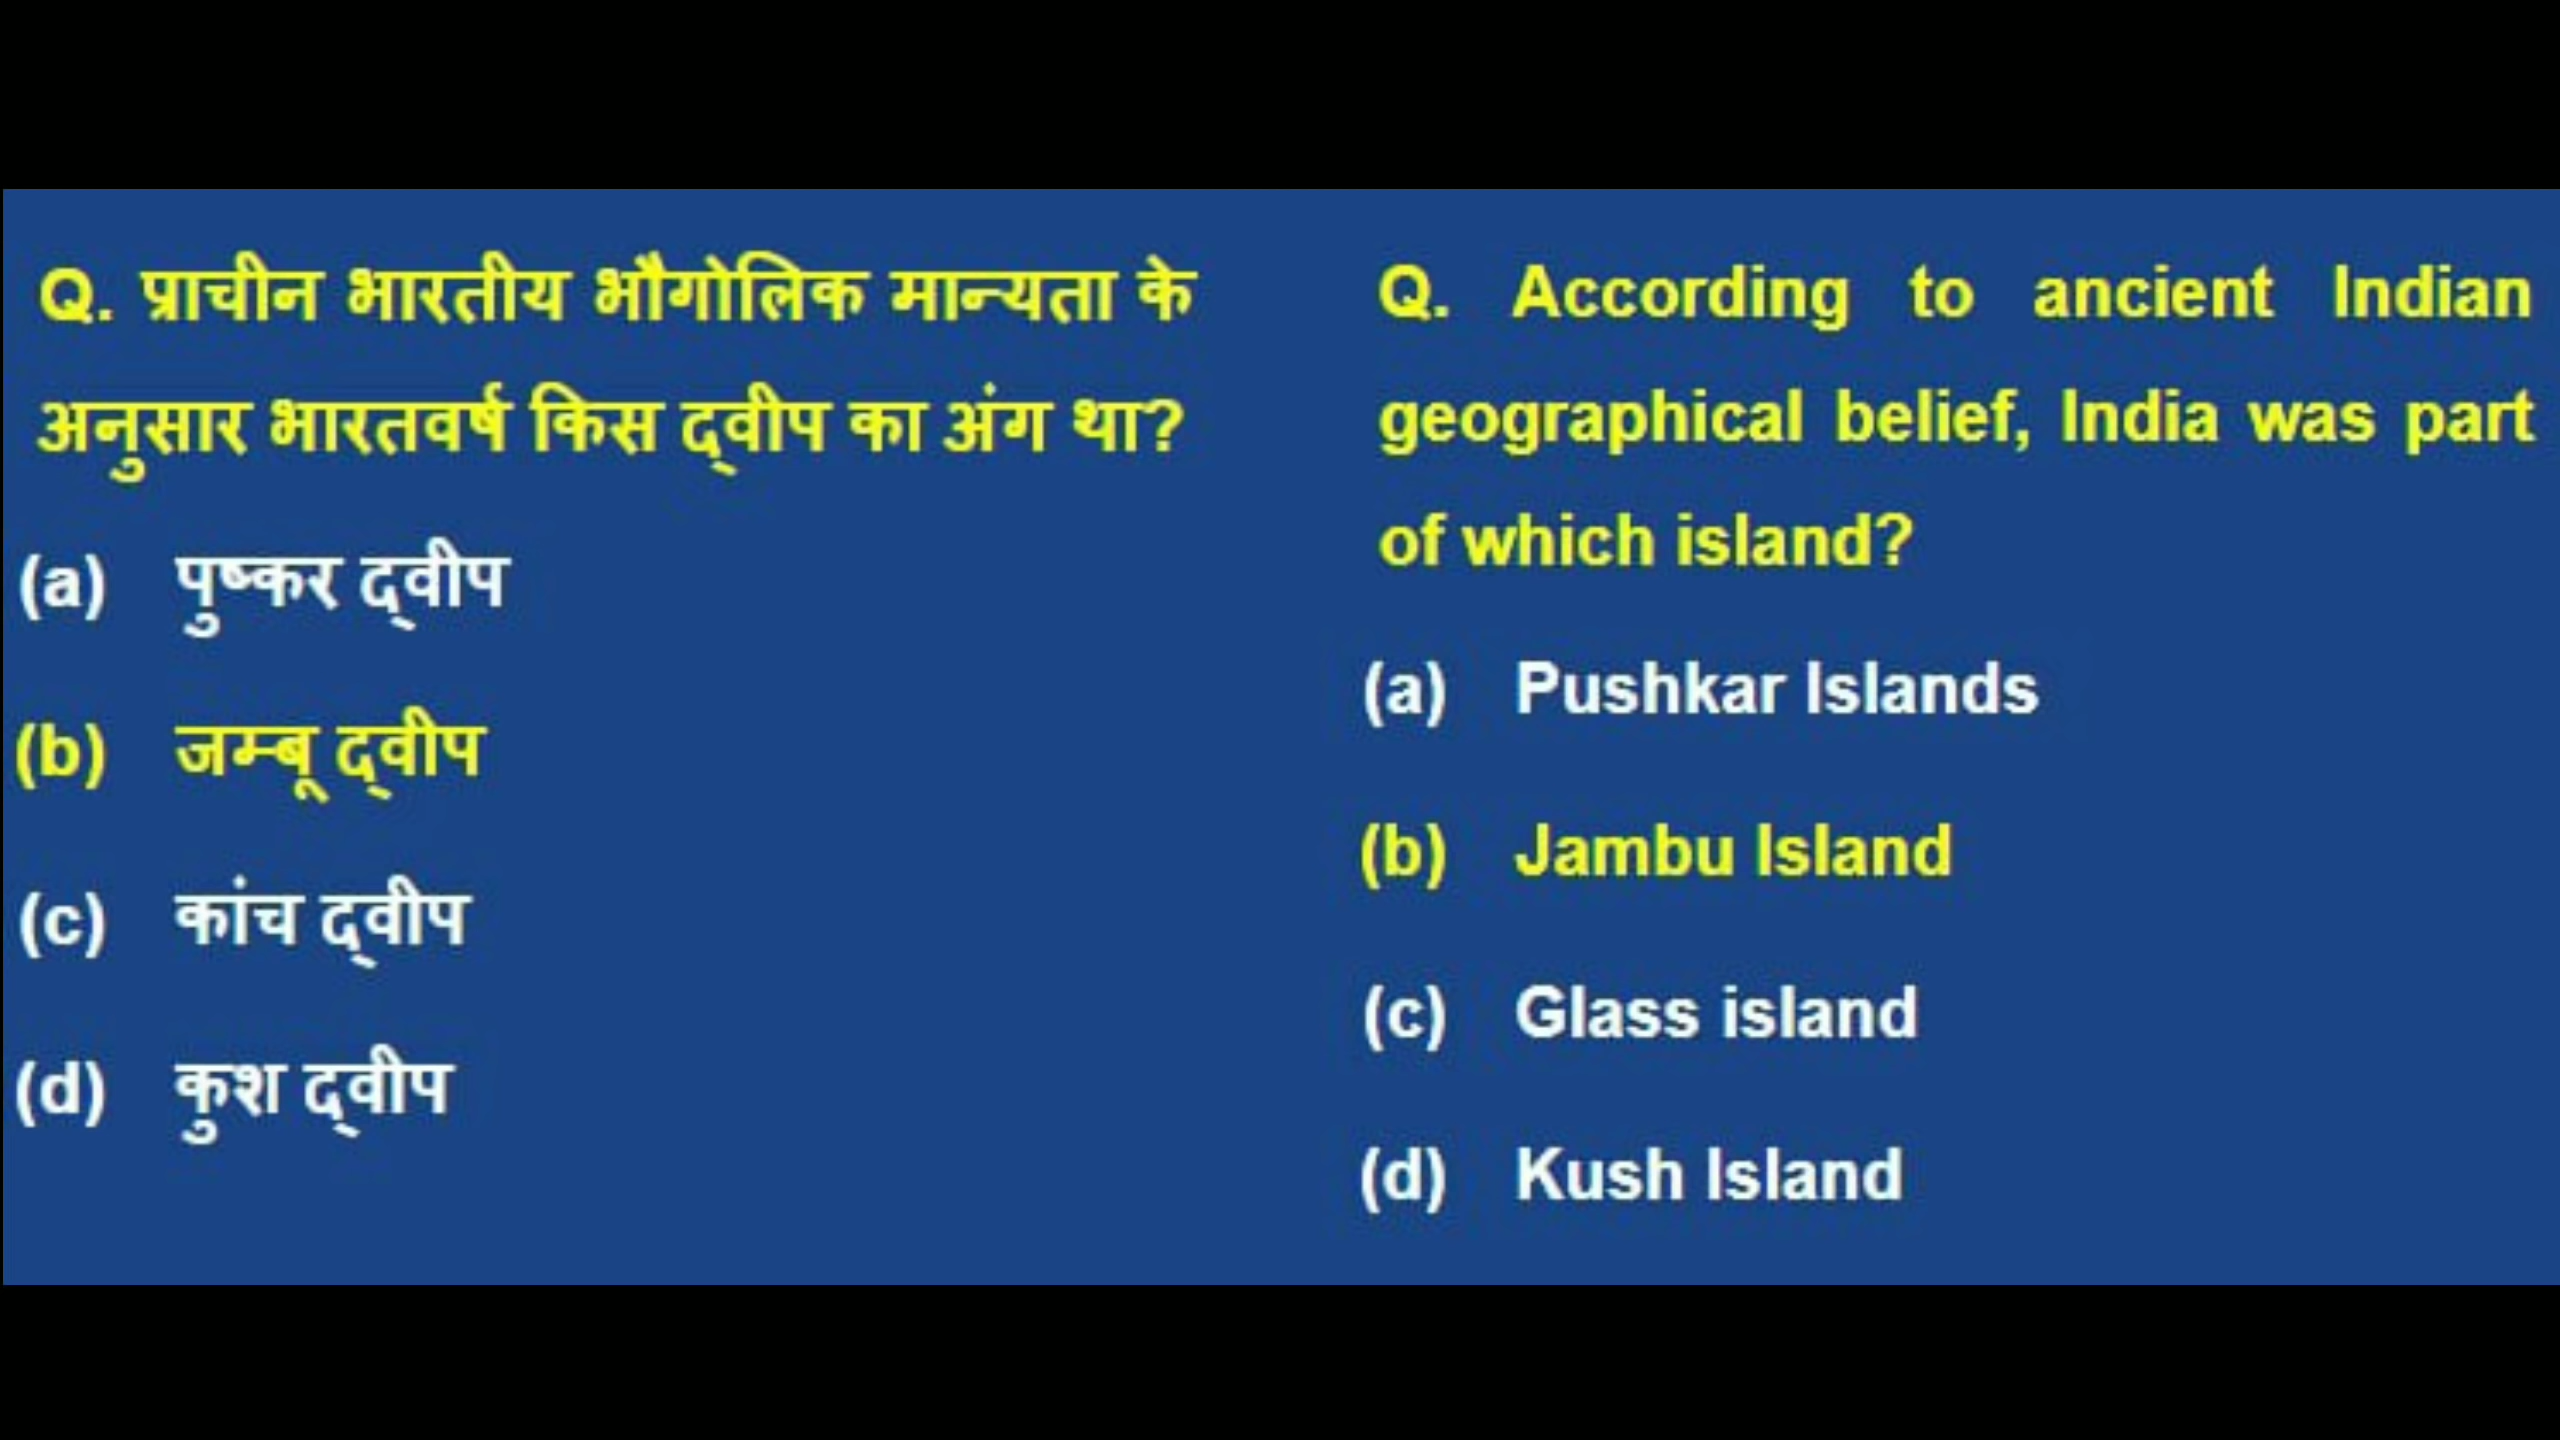 Q. प्राचीन भारतीय भौगोलिक मान्यता के
अनुसार भारतवर्ष किस द्वीप का अंग था?
(a) पुष्कर द्वीप
(b) जम्बू द्वीप
(c) कांच द्वीप
(d) कुश द्वीप
Q. According to ancient Indian
geographical belief, India was part
of which island?
(a) Pushkar Islands
(b) Jambu Island
(c) Glass island
(d) Kush Island